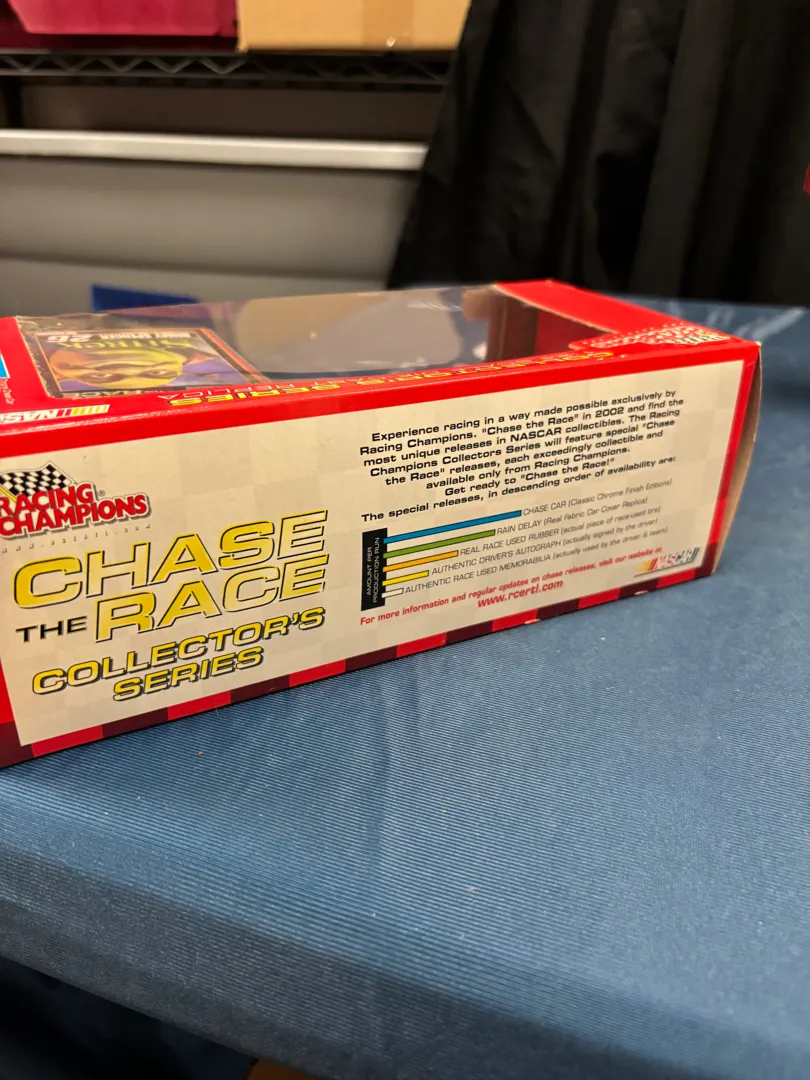 26
COLLECTOR'S SERIES
REPLICA
RACE
NAS
RACING
CHAMPIONS®
CHASE
THE RACE
COLLECTOR'S
SERIES
Experience racing in a way made possible exclusively by
Racing Champions. "Chase the Race" in 2002 and find the
most unique releases in NASCAR collectibles. The Racing
Champions Collectors Series will feature special "Chase
the Race" releases, each exceedingly collectible and
available only from Racing Champions.
Get ready to "Chase the Race!"
The special releases, in descending order of availability are:
AMOUNT PER
PRODUCTION RUN
CHASE CAR (Classic Chrome Finish Editions)
RAIN DELAY (Real Fabric Car Cover Replica)
REAL RACE USED RUBBER (actual piece of race-used tire)
AUTHENTIC DRIVER'S AUTOGRAPH (actually signed by the driver)
AUTHENTIC RACE USED MEMORABILIA (actually used by the driver & team)
For more information and regular updates on chase releases, visit our website at
www.rcertl.com
NASCAR